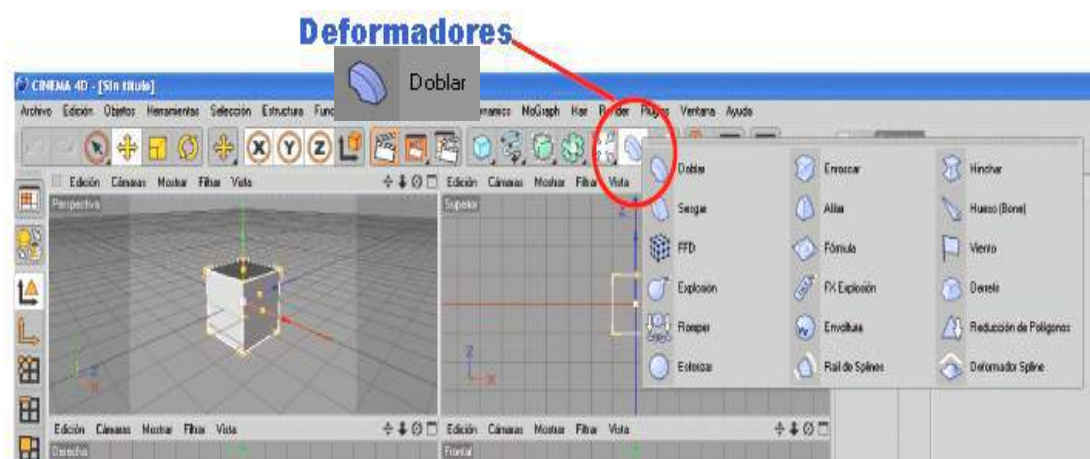 Deformadores
Doblar
CINEMA 4D - [Sin título]
Archivo Edición Objetos Herramientas Selección Estructura Func
MoGraph Hair Render Plugins Ventana Ayuda
Edición Cámaras Mostrar Filtrar Vista
Edición Cámaras Mostrar Filtrar Vista
Perspectiva
Superior
Doblar Enroscar Hinchar
Sesgar Afilar Hueso (Bone)
FFD Fórmula Viento
Explosión FX Explosión Derretir
Romper Envoltura Reducción de Polígonos
Esferizar Rail de Splines Deformador Spline
Z
X
Z
X
Edición Cámaras Mostrar Filtrar Vista
Edición Cámaras Mostrar Filtrar Vista
Derecha
Frontal